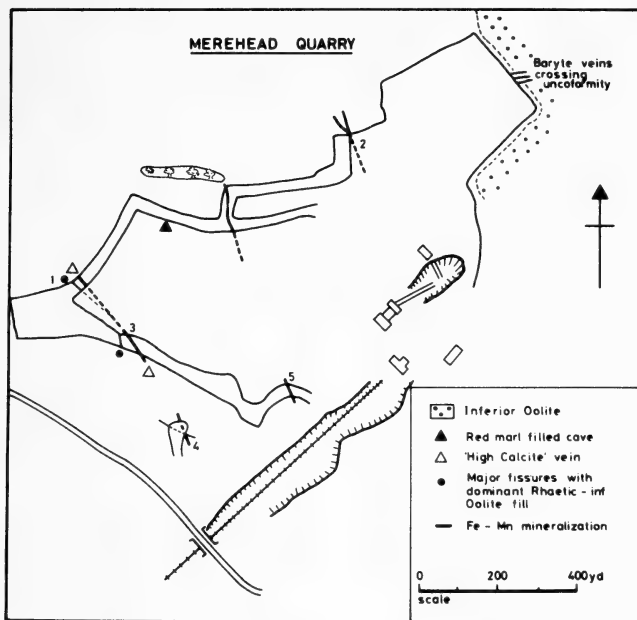 MEREHEAD QUARRY
Baryte veins
crossing
uncoformity
2
1
3
5
4
Inferior Oolite
Red marl filled cave
'High Calcite' vein
Major fissures with
dominant Rhaetic - inf
Oolite fill
Fe - Mn mineralization
0 200 400yd
scale